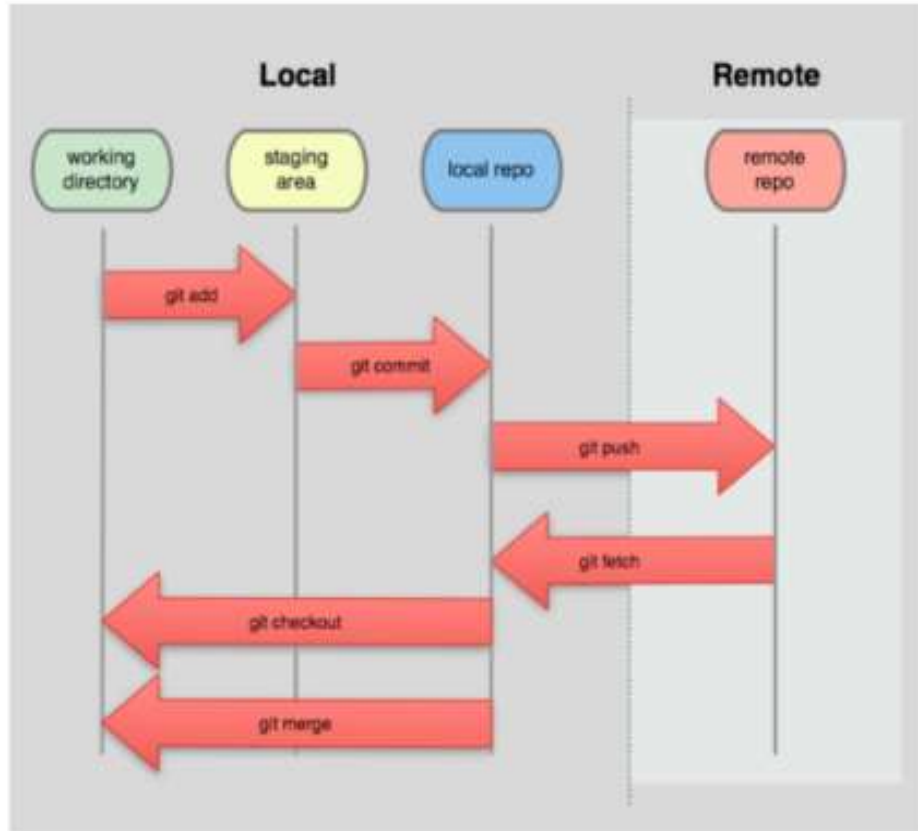 Local
Remote
working
directory
staging
area
local repo
remote
repo
git add
git commit
git push
git fetch
git checkout
git merge